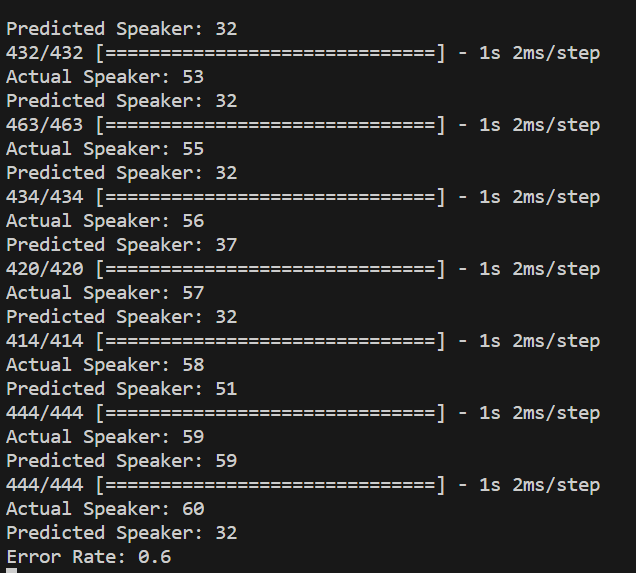 Predicted Speaker: 32
432/432 [==============================] - 1s 2ms/step
Actual Speaker: 53
Predicted Speaker: 32
463/463 [==============================] - 1s 2ms/step
Actual Speaker: 55
Predicted Speaker: 32
434/434 [==============================] - 1s 2ms/step
Actual Speaker: 56
Predicted Speaker: 37
420/420 [==============================] - 1s 2ms/step
Actual Speaker: 57
Predicted Speaker: 32
414/414 [==============================] - 1s 2ms/step
Actual Speaker: 58
Predicted Speaker: 51
444/444 [==============================] - 1s 2ms/step
Actual Speaker: 59
Predicted Speaker: 59
444/444 [==============================] - 1s 2ms/step
Actual Speaker: 60
Predicted Speaker: 32
Error Rate: 0.6